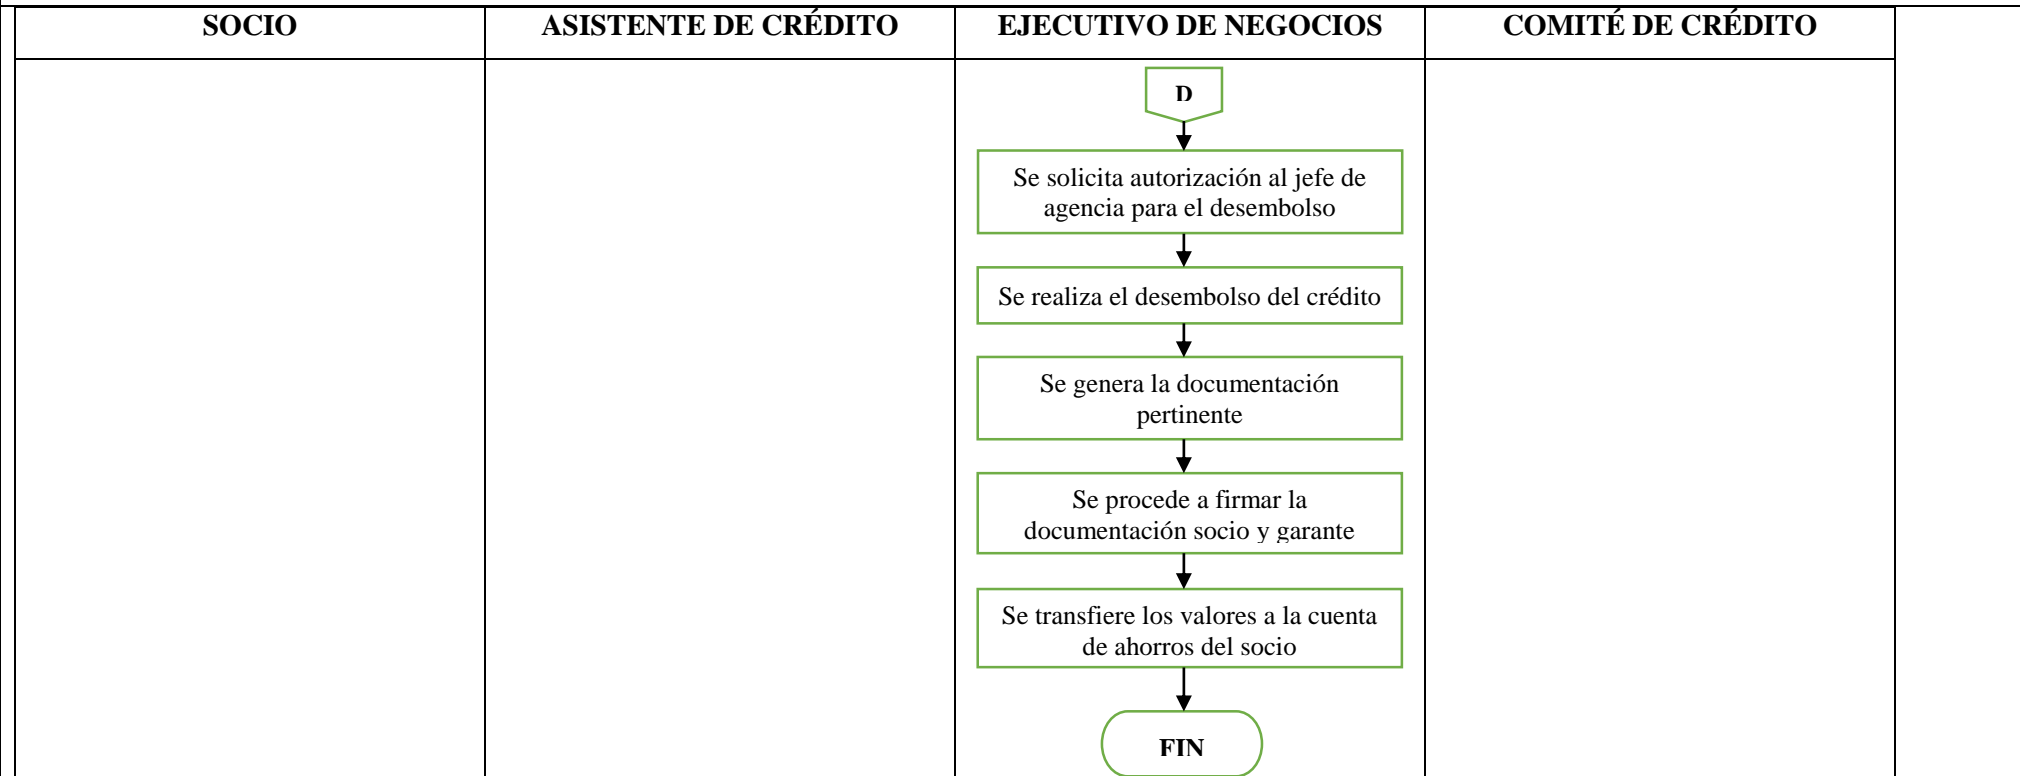 SOCIO
ASISTENTE DE CRÉDITO
EJECUTIVO DE NEGOCIOS
COMITÉ DE CRÉDITO
D
Se solicita autorización al jefe de
agencia para el desembolso
Se realiza el desembolso del crédito
Se genera la documentación
pertinente
Se procede a firmar la
documentación socio y garante
Se transfiere los valores a la cuenta
de ahorros del socio
FIN